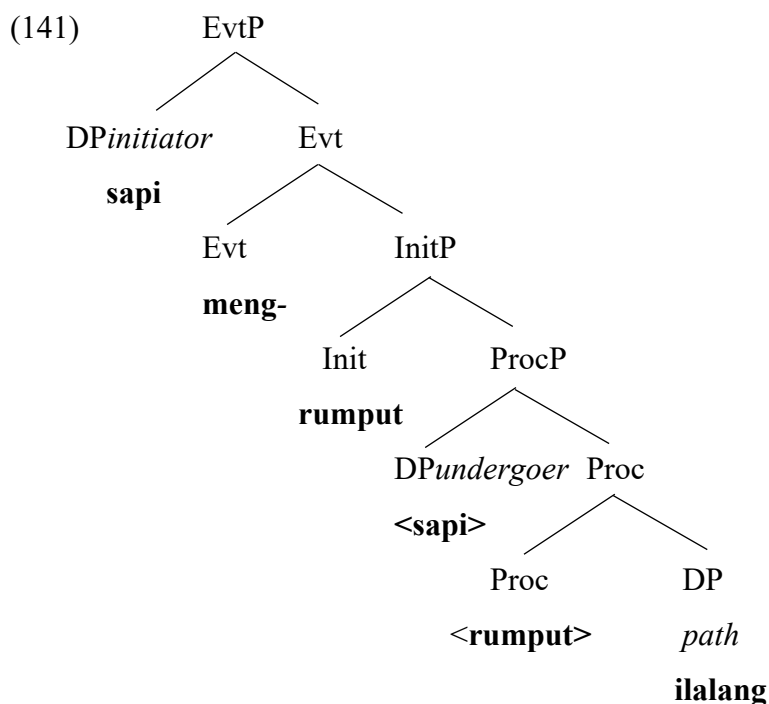 (141) EvtP
DPinitiator Evt
sapi
Evt InitP
meng-
Init ProcP
rumput
DPundergoer Proc
<sapi>
Proc DP
<rumput> path
ilalang